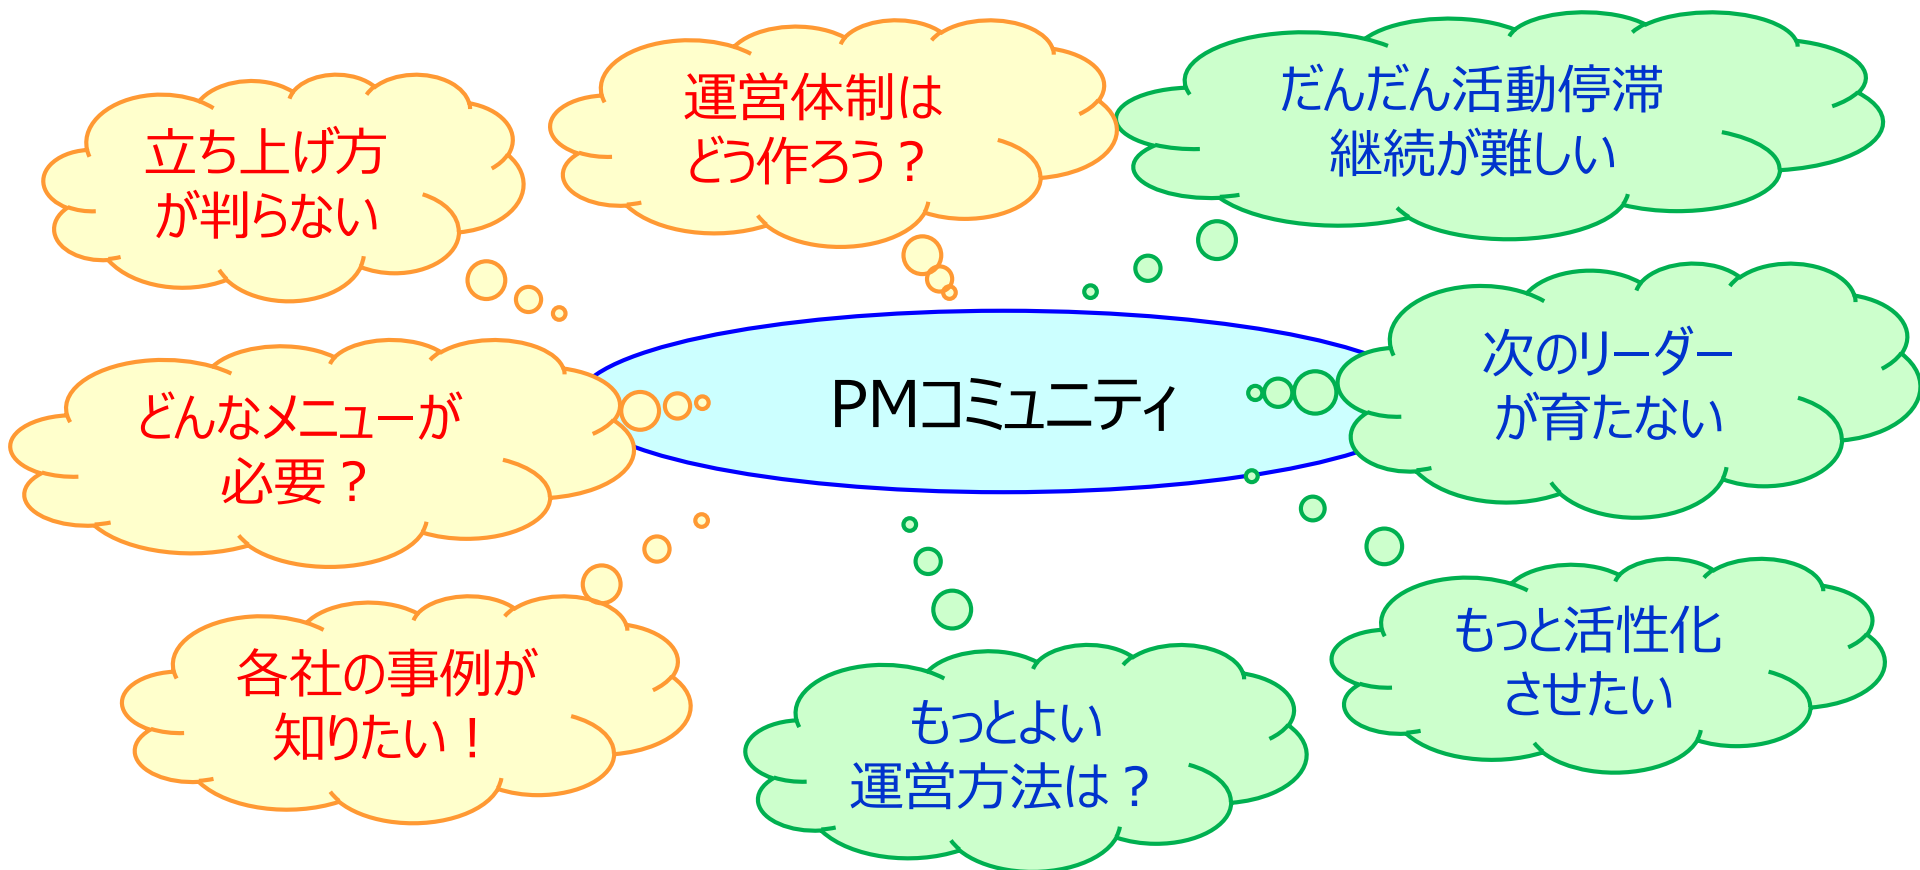 立ち上げ方
が判らない
運営体制は
どう作ろう？
だんだん活動停滞
継続が難しい
どんなメニューが
必要？
PMコミュニティ
次のリーダー
が育たない
各社の事例が
知りたい！
もっとよい
運営方法は？
もっと活性化
させたい